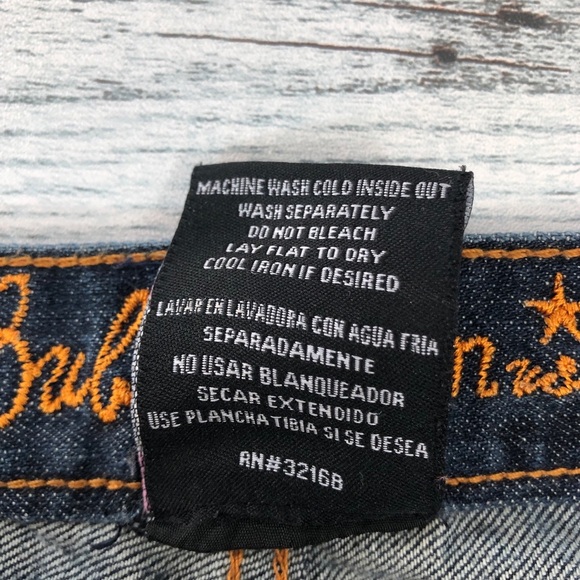 MACHINE WASH COLD INSIDE OUT
WASH SEPARATELY
DO NOT BLEACH
LAY FLAT TO DRY
COOL IRON IF DESIRED
LAVAR EN LAVADORA CON AGUA FRIA
SEPARADAMENTE
NO USAR BLANQUEADOR
SECAR EXTENDIDO
USE PLANCHA TIBIA SI SE DESEA
RN#32168